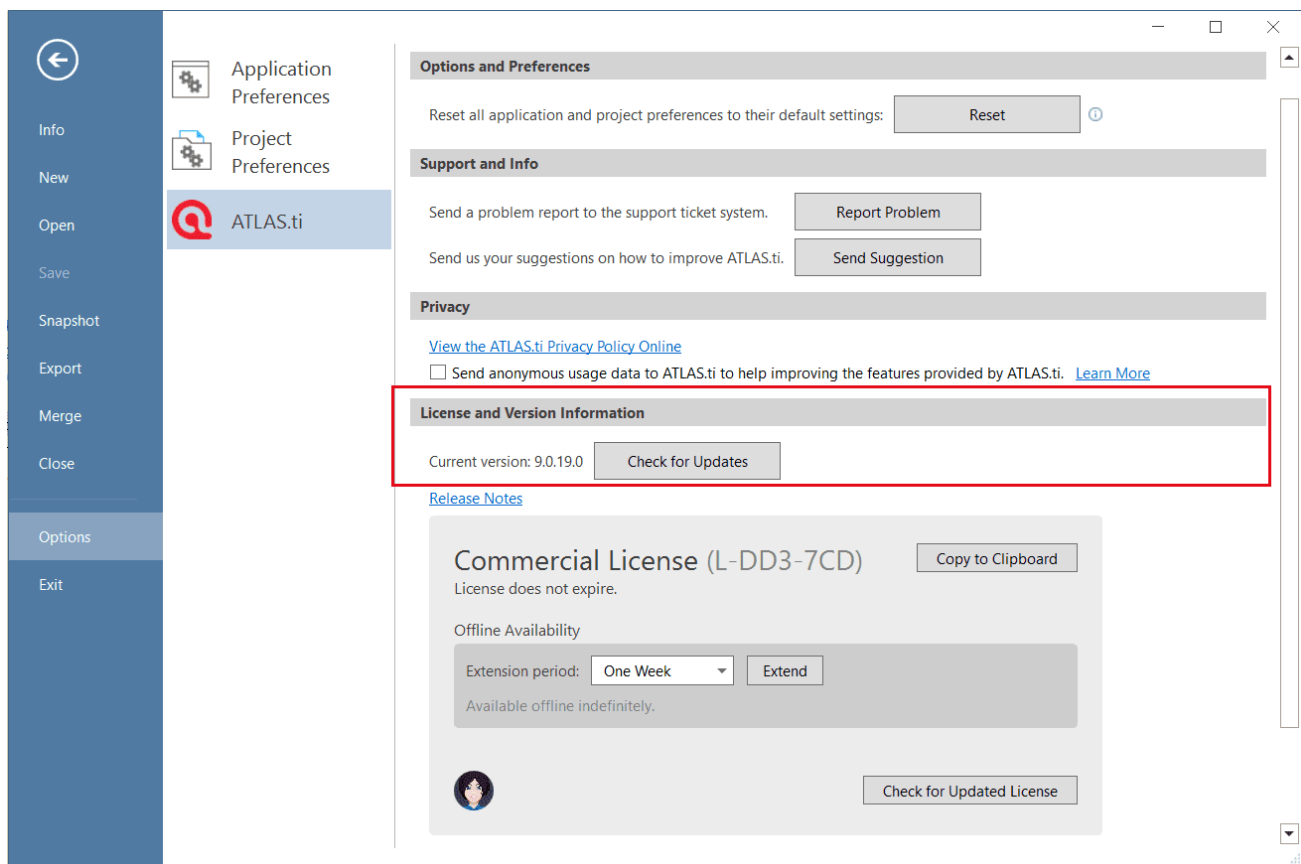 Info
New
Open
Save
Snapshot
Export
Merge
Close
Options
Exit
Application
Preferences
Project
Preferences
ATLAS.ti
Options and Preferences
Reset all application and project preferences to their default settings:
Reset
Support and Info
Send a problem report to the support ticket system.
Report Problem
Send us your suggestions on how to improve ATLAS.ti.
Send Suggestion
Privacy
View the ATLAS.ti Privacy Policy Online
Send anonymous usage data to ATLAS.ti to help improving the features provided by ATLAS.ti. Learn More
License and Version Information
Current version: 9.0.19.0
Check for Updates
Release Notes
Commercial License (L-DD3-7CD)
Copy to Clipboard
License does not expire.
Offline Availability
Extension period:
One Week
Extend
Available offline indefinitely.
Check for Updated License